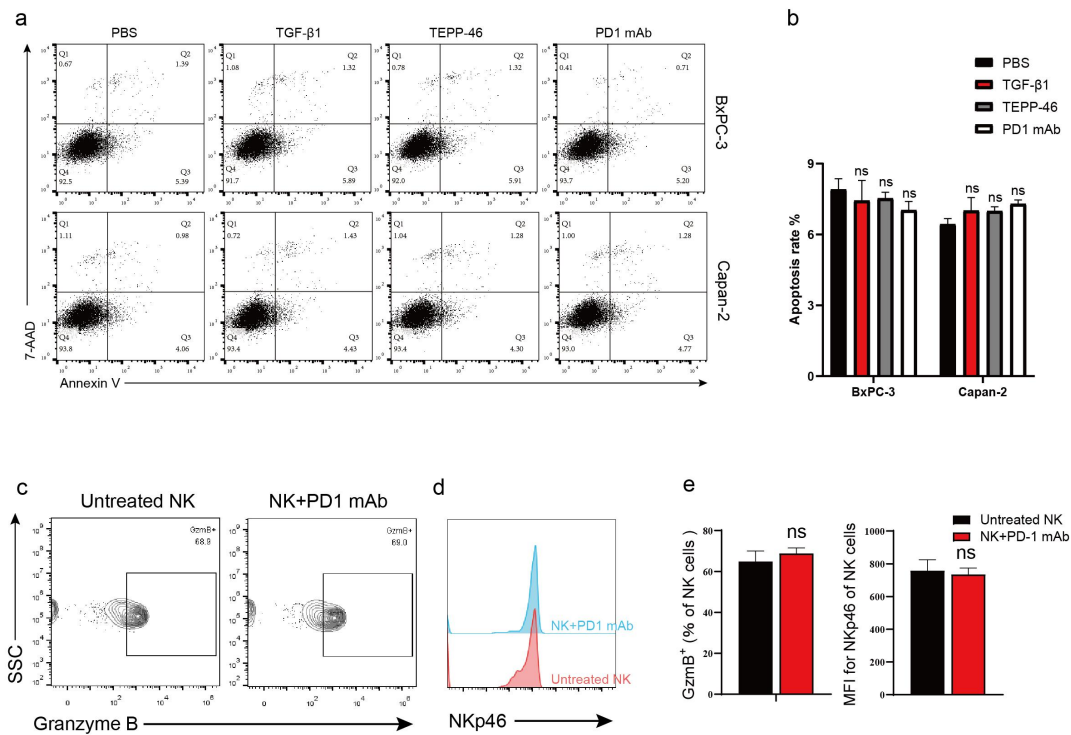 a
PBS
TGF-β1
TEPP-46
PD1 mAb
Q1
0.67
Q2
1.39
Q4
92.5
Q3
5.39
Q1
1.08
Q2
1.32
Q4
91.7
Q3
5.89
Q1
0.78
Q2
1.32
Q4
92.0
Q3
5.91
Q1
0.41
Q2
0.71
Q4
93.7
Q3
5.20
BxPC-3
Q1
1.11
Q2
0.98
Q4
93.8
Q3
4.06
Q1
0.72
Q2
1.43
Q4
93.4
Q3
4.43
Q1
1.04
Q2
1.28
Q4
93.4
Q3
4.30
Q1
1.00
Q2
1.28
Q4
93.0
Q3
4.77
Capan-2
7-AAD
Annexin V
b
PBS
TGF-β1
TEPP-46
PD1 mAb
Apoptosis rate %
9
6
3
0
ns
ns
ns
ns
ns
ns
BxPC-3
Capan-2
c
Untreated NK
NK+PD1 mAb
GzmB+
68.9
GzmB+
69.0
SSC
Granzyme B
d
NK+PD1 mAb
Untreated NK
NKp46
e
GzmB⁺ (% of NK cells )
80
60
40
20
0
ns
MFI for NKp46 of NK cells
1000
800
600
400
200
0
ns
Untreated NK
NK+PD-1 mAb